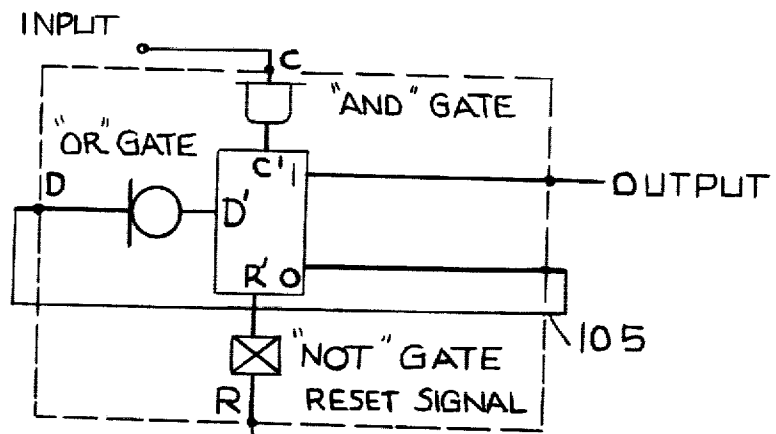 INPUT
C
"AND" GATE
"OR" GATE
C' 1
OUTPUT
D
D'
R' 0
105
"NOT" GATE
R RESET SIGNAL